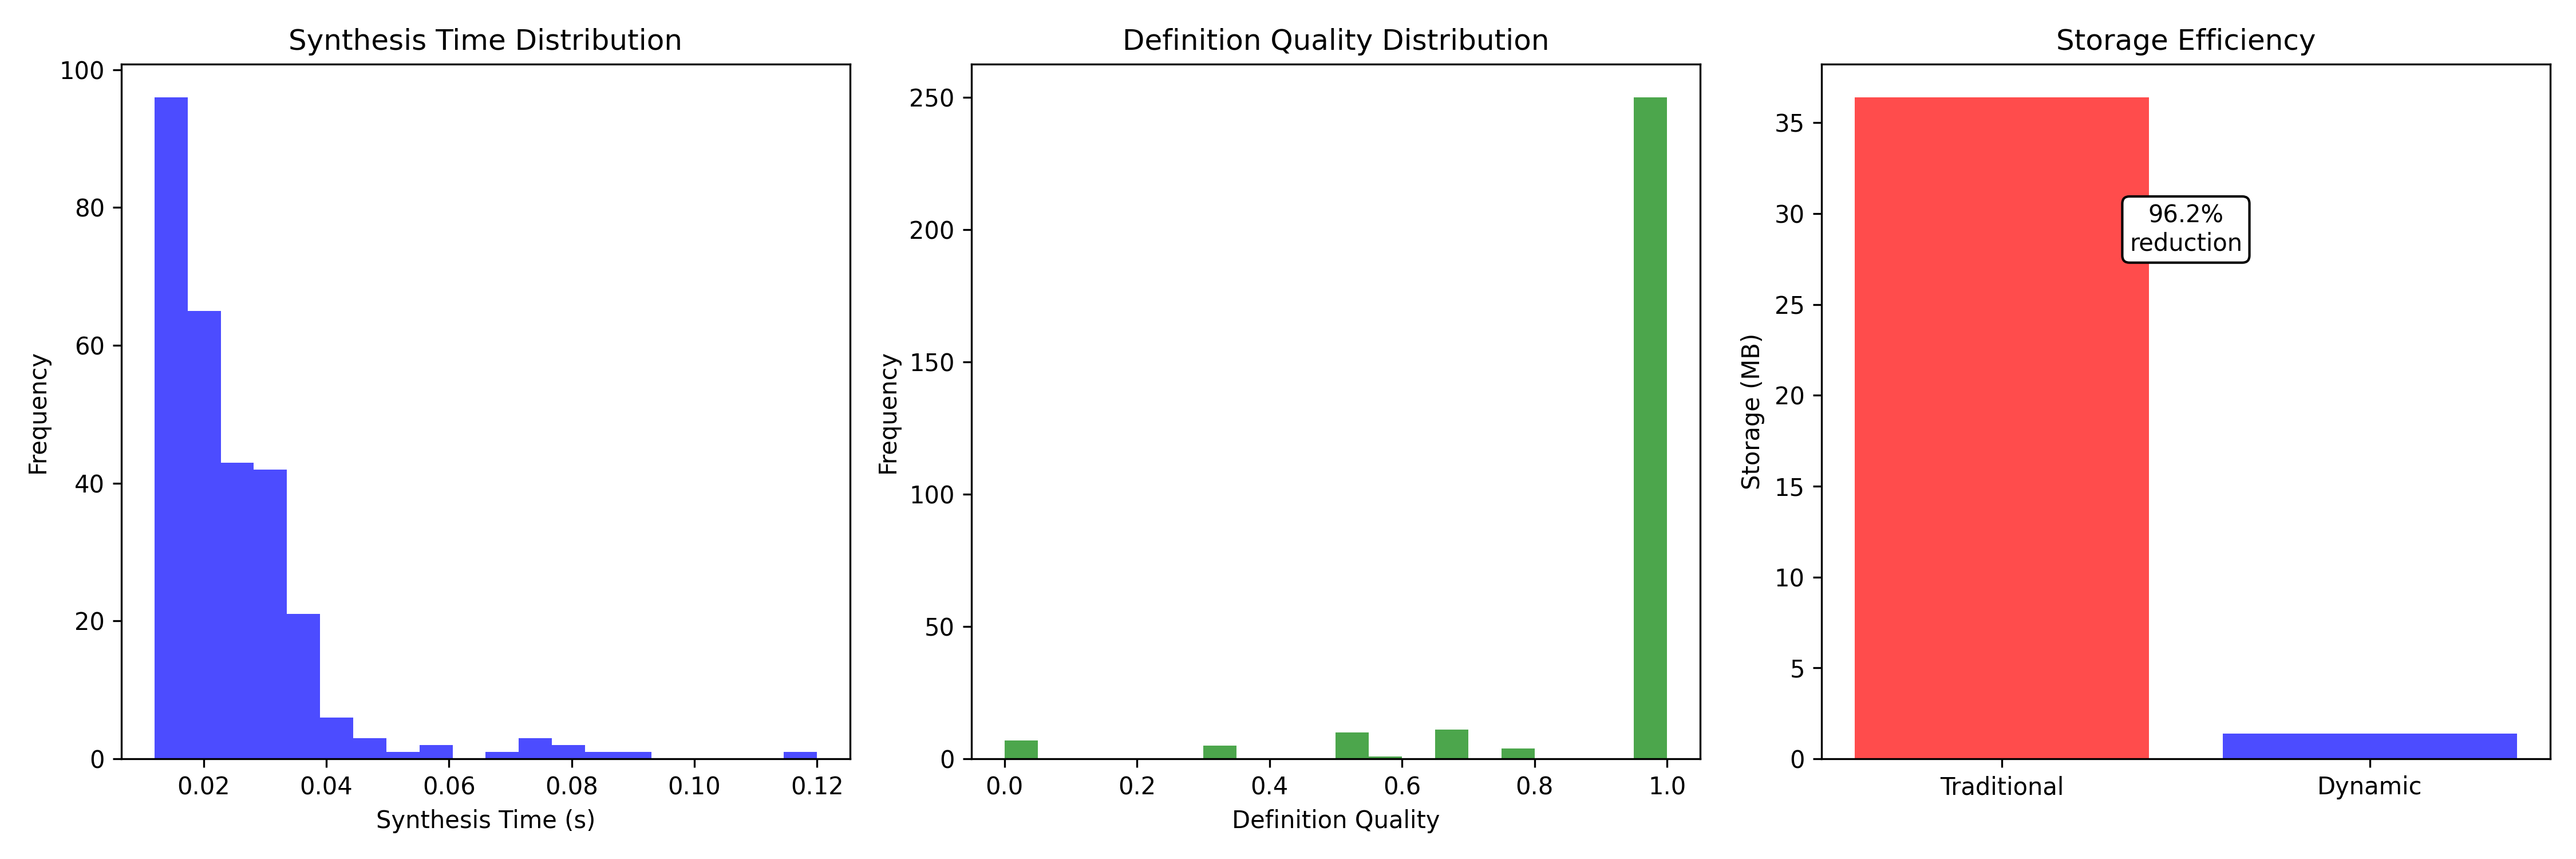 Synthesis Time Distribution
100
80
60
40
20
0
Frequency
0.02 0.04 0.06 0.08 0.10 0.12
Synthesis Time (s)
Definition Quality Distribution
250
200
150
100
50
0
Frequency
0.0 0.2 0.4 0.6 0.8 1.0
Definition Quality
Storage Efficiency
35
30
25
20
15
10
5
0
Storage (MB)
96.2%
reduction
Traditional Dynamic